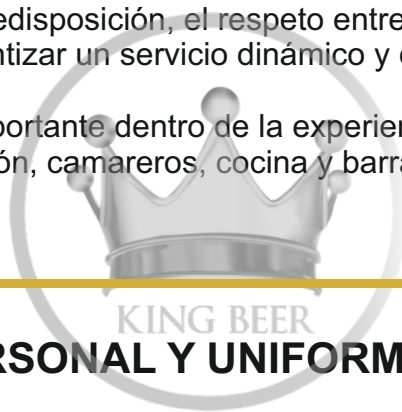 edisposición, el respeto entre
ntizar un servicio dinámico y
portante dentro de la experien
ón, camareros, cocina y barra
KING BEER
RSONAL Y UNIFORM